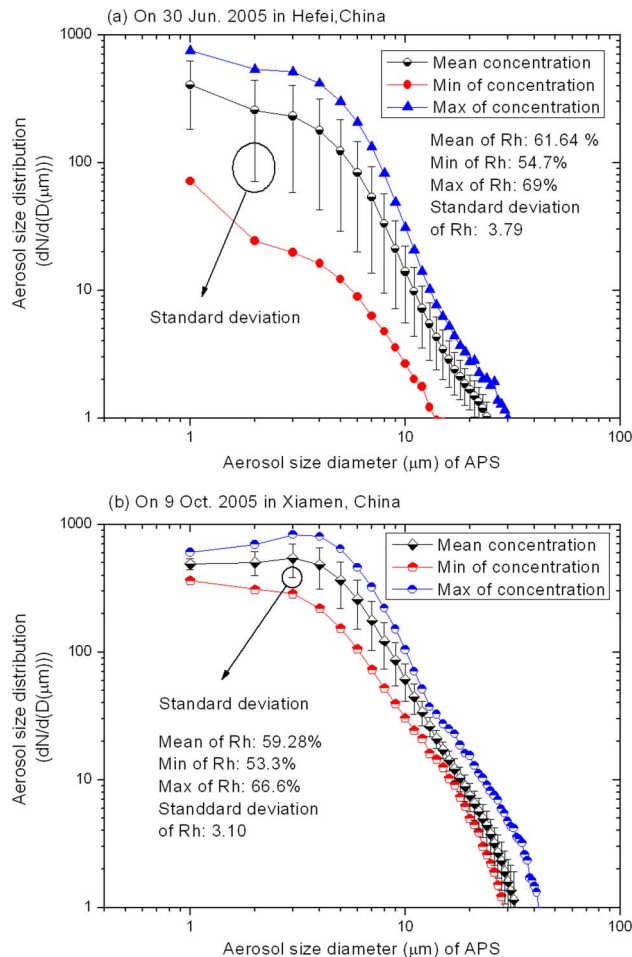 (a) On 30 Jun. 2005 in Hefei,China
1000
100
10
1
Aerosol size distribution
(dN/d(D(μm)))
Mean concentration
Min of concentration
Max of concentration
Mean of Rh: 61.64 %
Min of Rh: 54.7%
Max of Rh: 69%
Standard deviation
of Rh: 3.79
Standard deviation
1 10 100
Aerosol size diameter (μm) of APS
(b) On 9 Oct. 2005 in Xiamen, China
1000
100
10
1
Aerosol size distribution
(dN/d(D(μm)))
Mean concentration
Min of concentration
Max of concentration
Standard deviation
Mean of Rh: 59.28%
Min of Rh: 53.3%
Max of Rh: 66.6%
Standdard deviation
of Rh: 3.10
1 10 100
Aerosol size diameter (μm) of APS